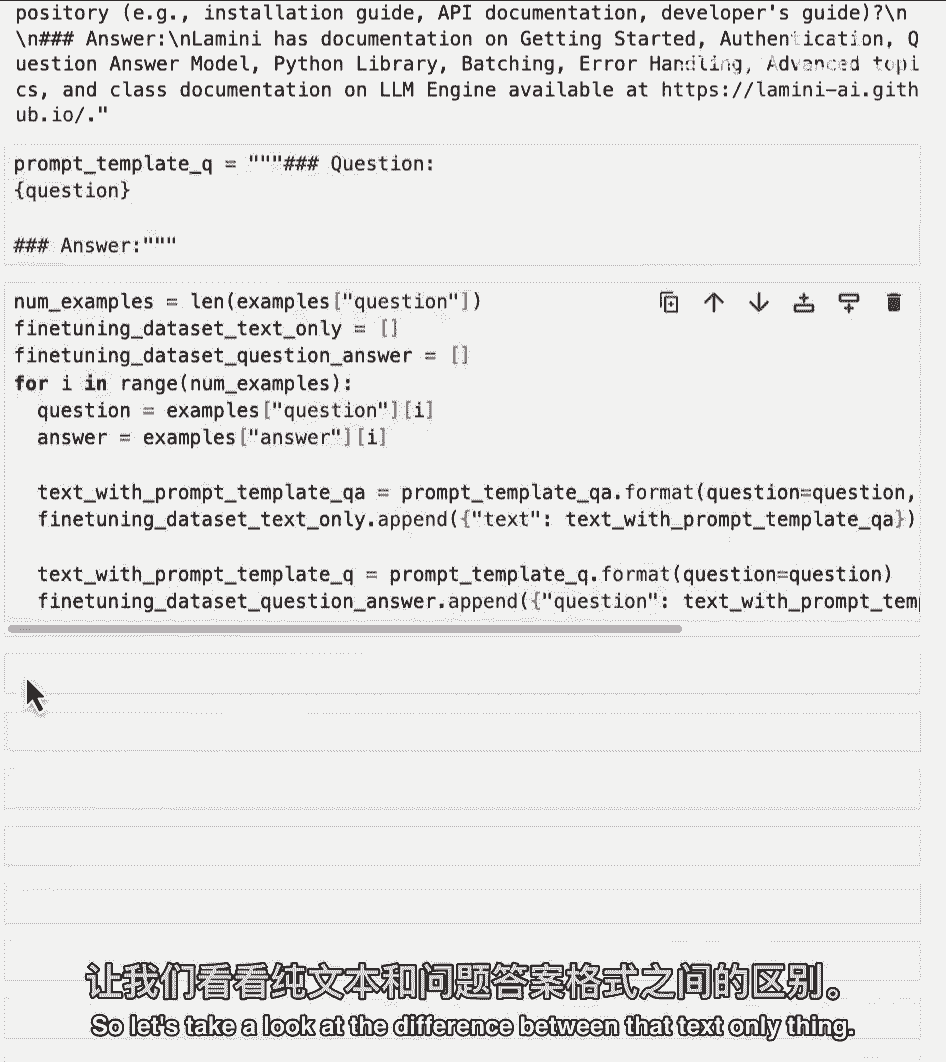 pository (e.g., installation guide, API documentation, developer's guide)?\n
\n### Answer:\nLamini has documentation on Getting Started, Authentication, Q
uestion Answer Model, Python Library, Batching, Error Handling, Advanced topi
cs, and class documentation on LLM Engine available at https://lamini-ai.gith
ub.io/."
prompt_template_q = """### Question:
{question}
### Answer:"""
num_examples = len(examples["question"])
finetuning_dataset_text_only = []
finetuning_dataset_question_answer = []
for i in range(num_examples):
  question = examples["question"][i]
  answer = examples["answer"][i]
  text_with_prompt_template_qa = prompt_template_qa.format(question=question,
  finetuning_dataset_text_only.append({"text": text_with_prompt_template_qa})
  text_with_prompt_template_q = prompt_template_q.format(question=question)
  finetuning_dataset_question_answer.append({"question": text_with_prompt_tem
让我们看看纯文本和问题答案格式之间的区别。
So let's take a look at the difference between that text only thing.